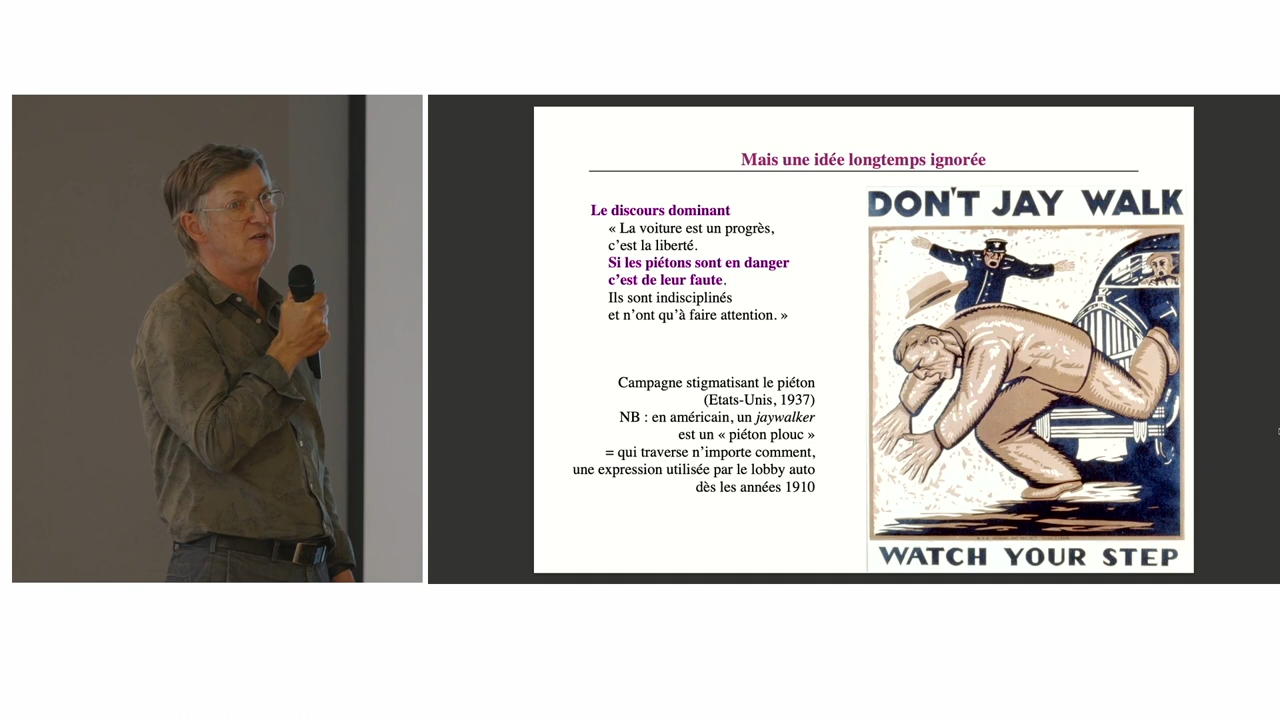 Mais une idée longtemps ignorée
Le discours dominant
« La voiture est un progrès,
c’est la liberté.
Si les piétons sont en danger
c’est de leur faute.
Ils sont indisciplinés
et n’ont qu’à faire attention. »
Campagne stigmatisant le piéton
(Etats-Unis, 1937)
NB : en américain, un jaywalker
est un « piéton plouc »
= qui traverse n’importe comment,
une expression utilisée par le lobby auto
dès les années 1910
DON'T JAY WALK
WATCH YOUR STEP